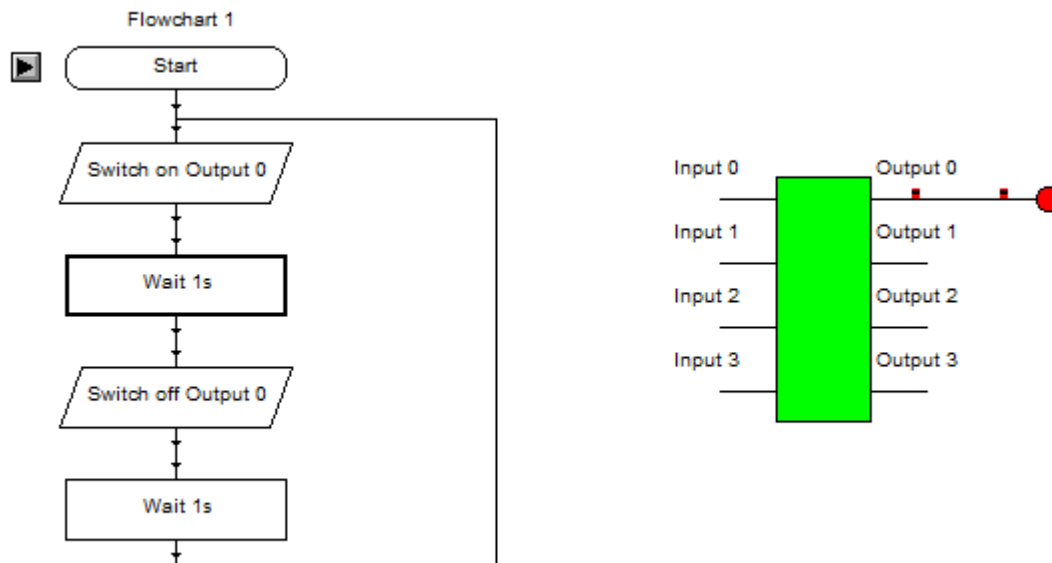 Flowchart 1
Start
Switch on Output 0
Wait 1s
Switch off Output 0
Wait 1s
Input 0
Output 0
Input 1
Output 1
Input 2
Output 2
Input 3
Output 3